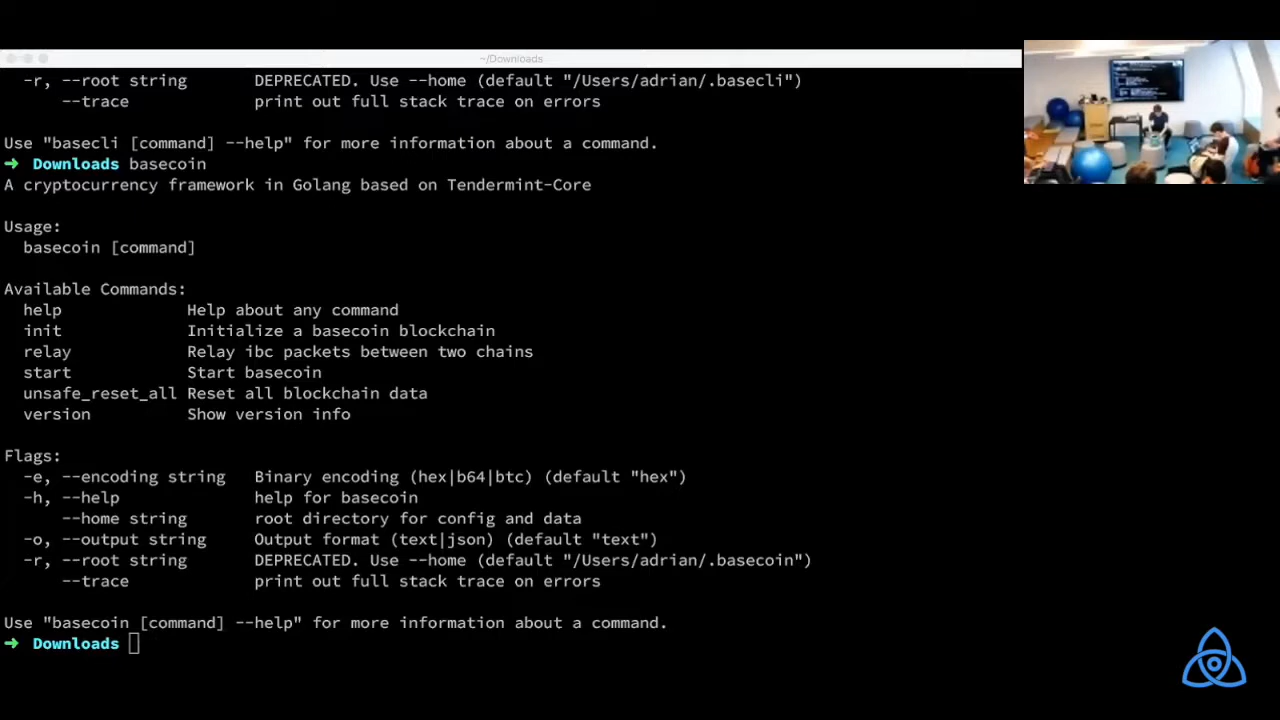 ~/Downloads
-r, --root string DEPRECATED. Use --home (default "/Users/adrian/.basecli")
--trace print out full stack trace on errors
Use "basecli [command] --help" for more information about a command.
➜ Downloads basecoin
A cryptocurrency framework in Golang based on Tendermint-Core
Usage:
basecoin [command]
Available Commands:
help Help about any command
init Initialize a basecoin blockchain
relay Relay ibc packets between two chains
start Start basecoin
unsafe_reset_all Reset all blockchain data
version Show version info
Flags:
-e, --encoding string Binary encoding (hex|b64|btc) (default "hex")
-h, --help help for basecoin
--home string root directory for config and data
-o, --output string Output format (text|json) (default "text")
-r, --root string DEPRECATED. Use --home (default "/Users/adrian/.basecoin")
--trace print out full stack trace on errors
Use "basecoin [command] --help" for more information about a command.
➜ Downloads